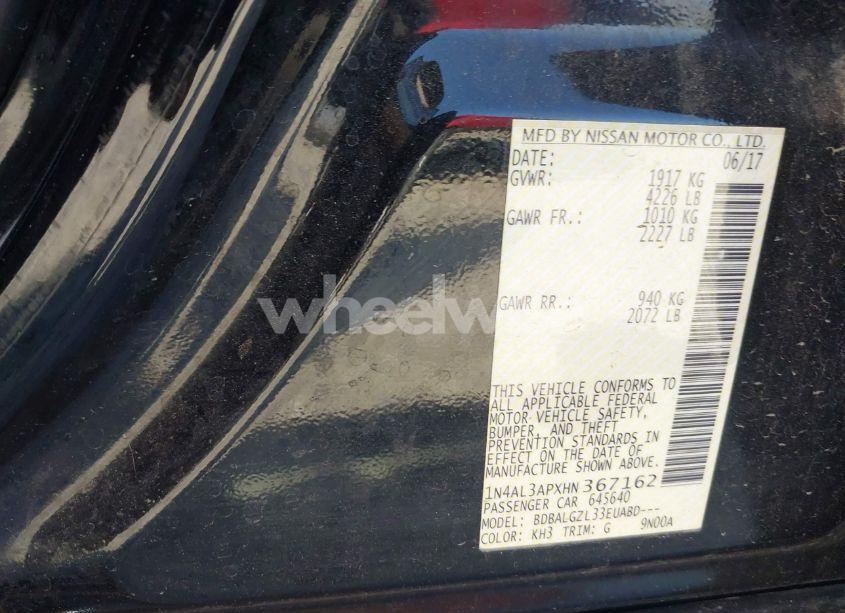 MFD BY NISSAN MOTOR CO., LTD.
DATE: 06/17
GVWR: 1917 KG
4226 LB
GAWR FR.: 1010 KG
2227 LB
GAWR RR.: 940 KG
2072 LB
THIS VEHICLE CONFORMS TO
ALL APPLICABLE FEDERAL
MOTOR VEHICLE SAFETY,
BUMPER, AND THEFT
PREVENTION STANDARDS IN
EFFECT ON THE DATE OF
MANUFACTURE SHOWN ABOVE.
1N4AL3APXHN367162
PASSENGER CAR 645640
MODEL: BDBALGZL33EUABD---
COLOR: KH3 TRIM: G 9N00A